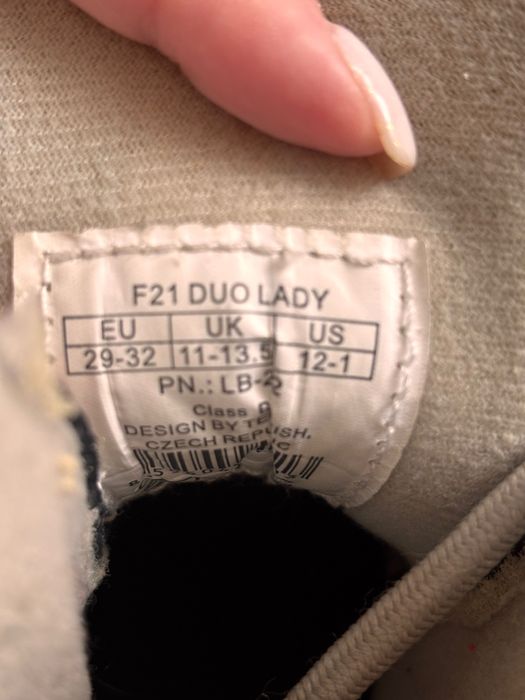 F21 DUO LADY
EU UK US
29-32 11-13.5 12-1
PN.: LB-
Class
DESIGN BY
CZECH